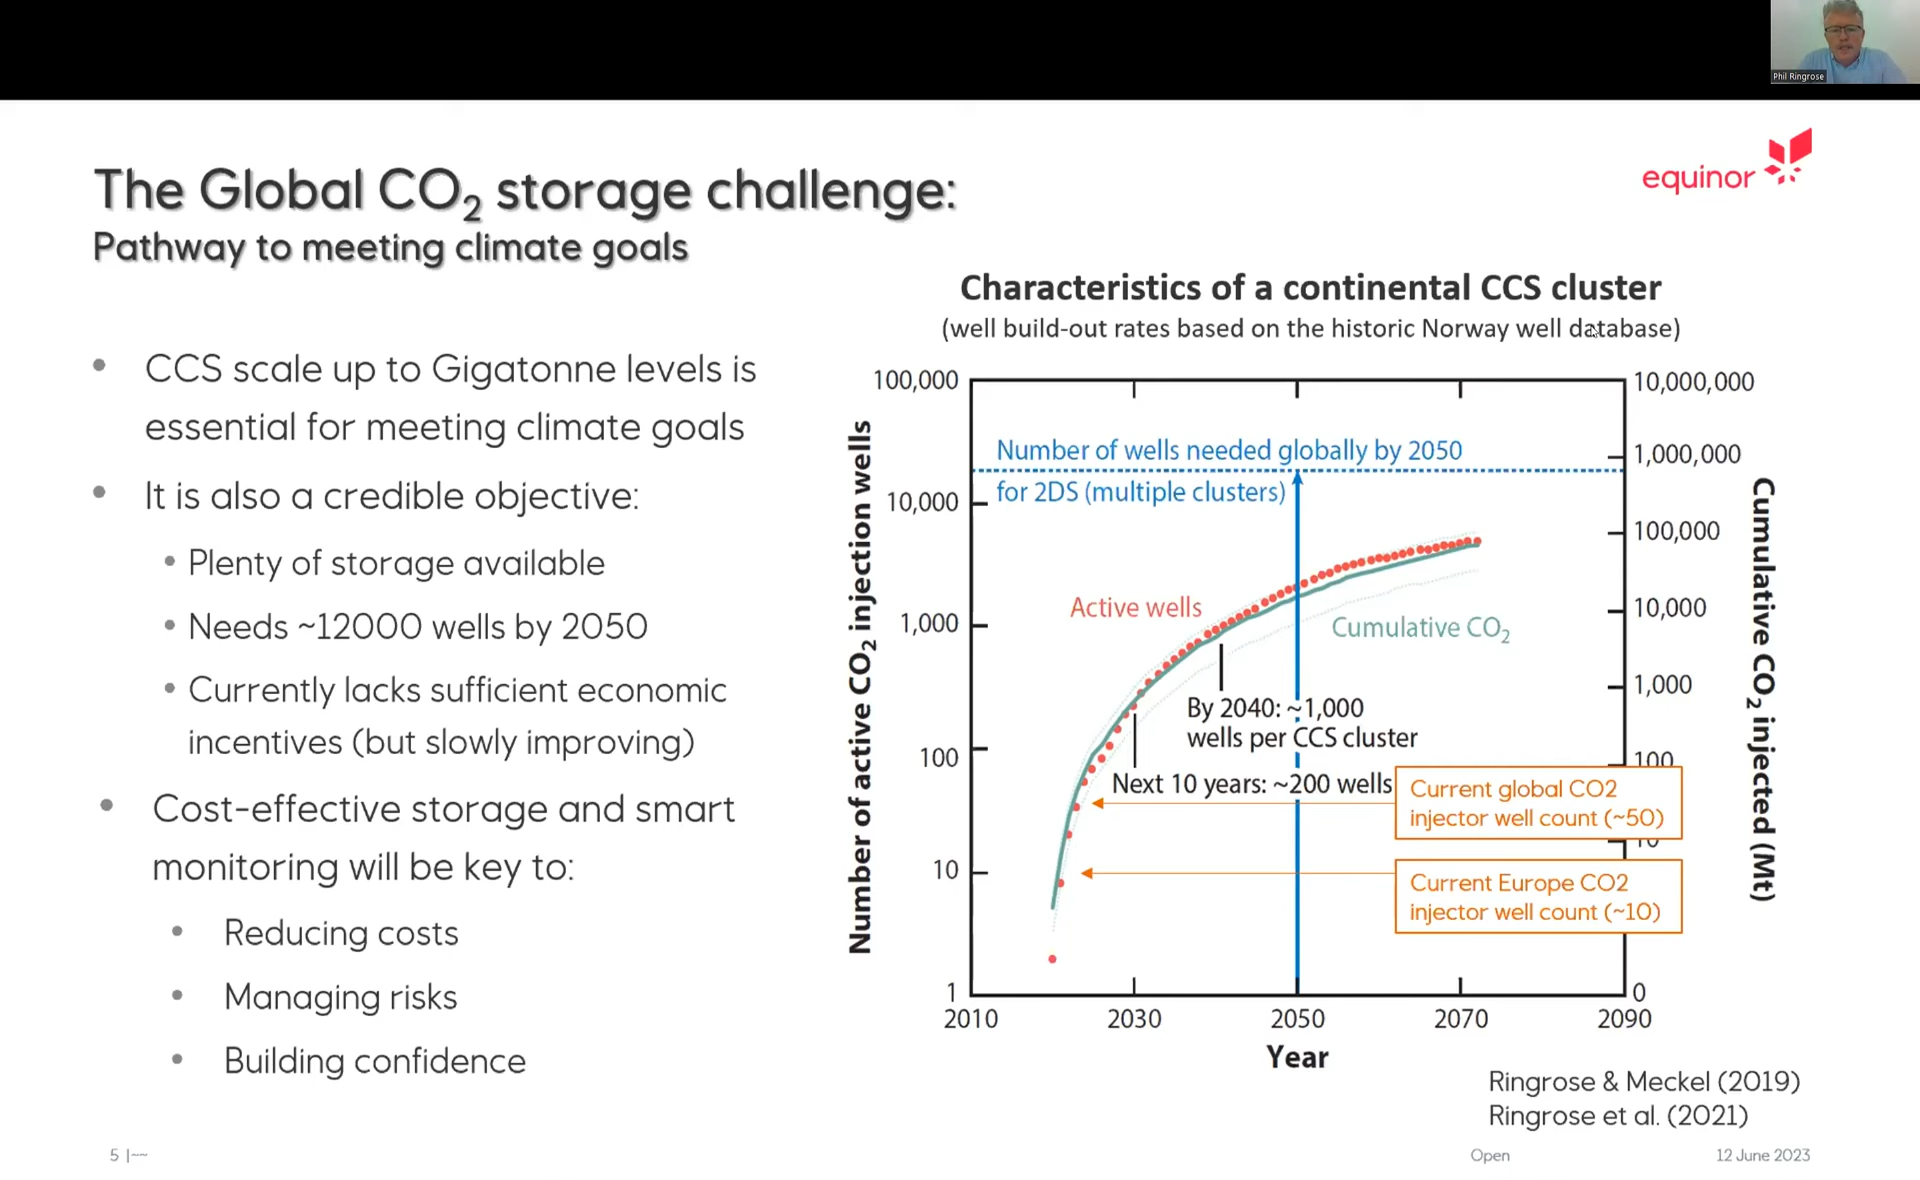 Phil Ringrose
equinor
The Global CO₂ storage challenge:
Pathway to meeting climate goals
• CCS scale up to Gigatonne levels is
essential for meeting climate goals
• It is also a credible objective:
• Plenty of storage available
• Needs ~12000 wells by 2050
• Currently lacks sufficient economic
incentives (but slowly improving)
• Cost-effective storage and smart
monitoring will be key to:
• Reducing costs
• Managing risks
• Building confidence
Characteristics of a continental CCS cluster
(well build-out rates based on the historic Norway well database)
Number of active CO₂ injection wells
100,000
10,000
1,000
100
10
1
Number of wells needed globally by 2050
for 2DS (multiple clusters)
Active wells
Cumulative CO₂
By 2040: ~1,000
wells per CCS cluster
Next 10 years: ~200 wells
Current global CO2
injector well count (~50)
Current Europe CO2
injector well count (~10)
10,000,000
1,000,000
100,000
10,000
1,000
100
10
0
Cumulative CO₂ injected (Mt)
2010
2030
2050
2070
2090
Year
Ringrose & Meckel (2019)
Ringrose et al. (2021)
5 |~~
Open
12 June 2023